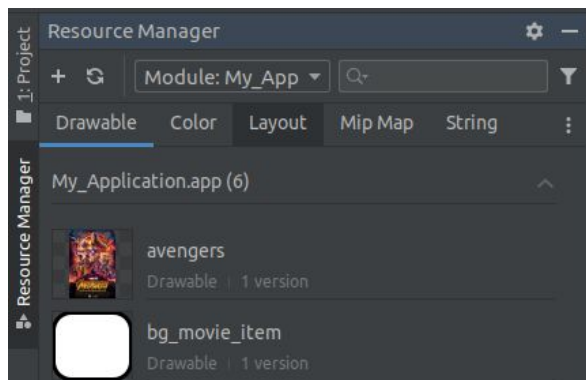 1: Project
Resource Manager
Resource Manager
Module: My_App
Drawable Color Layout Mip Map String
My_Application.app (6)
avengers
Drawable | 1 version
bg_movie_item
Drawable | 1 version